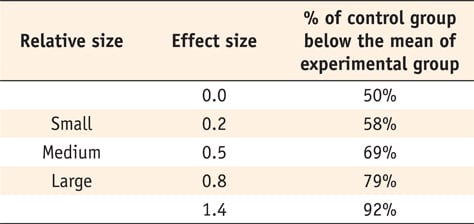 Relative size Effect size % of control group below the mean of experimental group
0.0 50%
Small 0.2 58%
Medium 0.5 69%
Large 0.8 79%
1.4 92%